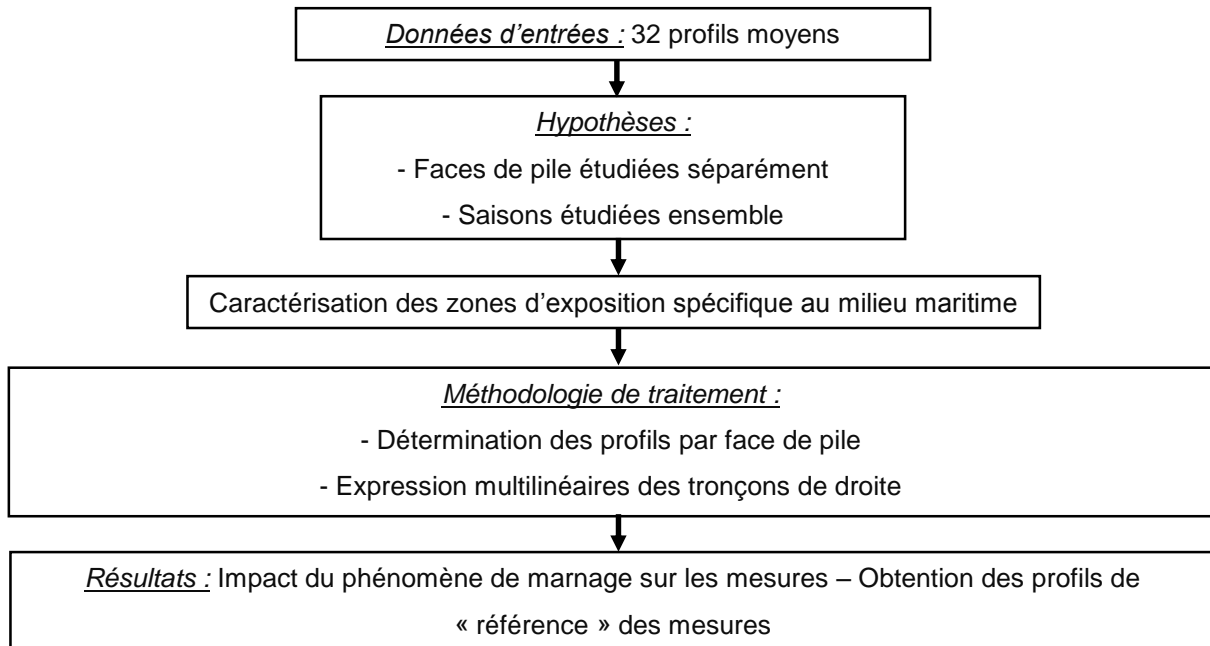 Données d’entrées : 32 profils moyens
Hypothèses :
- Faces de pile étudiées séparément
- Saisons étudiées ensemble
Caractérisation des zones d’exposition spécifique au milieu maritime
Méthodologie de traitement :
- Détermination des profils par face de pile
- Expression multilinéaires des tronçons de droite
Résultats : Impact du phénomène de marnage sur les mesures – Obtention des profils de
« référence » des mesures